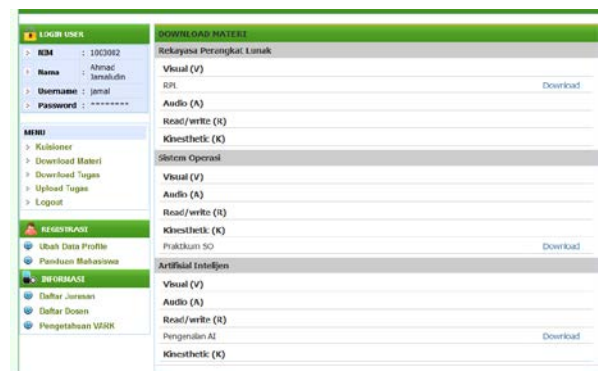 LOGIN USER
NIM : 1003082
Nama : Ahmad Jamaludin
Username : jamal
Password : ********
MENU
Kuisioner
Download Materi
Download Tugas
Upload Tugas
Logout
REGISTRASI
Ubah Data Profile
Panduan Mahasiswa
INFORMASI
Daftar Jurusan
Daftar Dosen
Pengetahuan VARK
DOWNLOAD MATERI
Rekayasa Perangkat Lunak
Visual (V)
RPL Download
Audio (A)
Read/write (R)
Kinesthetic (K)
Sistem Operasi
Visual (V)
Audio (A)
Read/write (R)
Kinesthetic (K)
Praktikum SO Download
Artifisial Intelijen
Visual (V)
Audio (A)
Read/write (R)
Pengenalan AI Download
Kinesthetic (K)